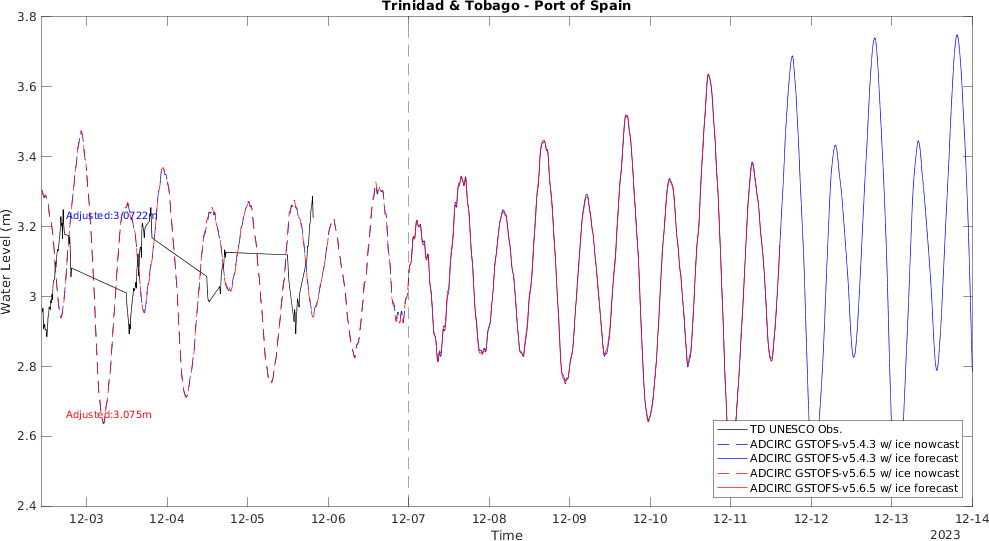 Trinidad & Tobago - Port of Spain
3.8
3.6
3.4
3.2
3
2.8
2.6
2.4
Water Level (m)
Adjusted:3.0722m
Adjusted:3.075m
TD UNESCO Obs.
ADCIRC GSTOFS-v5.4.3 w/ ice nowcast
ADCIRC GSTOFS-v5.4.3 w/ ice forecast
ADCIRC GSTOFS-v5.6.5 w/ ice nowcast
ADCIRC GSTOFS-v5.6.5 w/ ice forecast
12-03 12-04 12-05 12-06 12-07 12-08 12-09 12-10 12-11 12-12 12-13 12-14
Time
2023